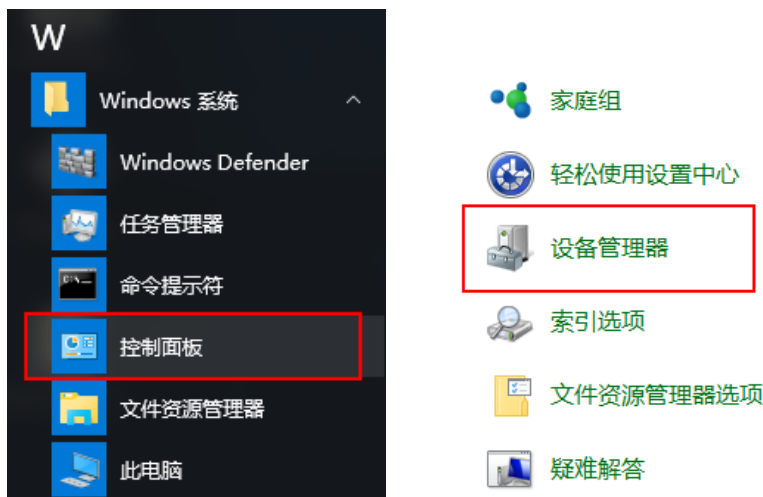 W
Windows 系统
Windows Defender
任务管理器
命令提示符
控制面板
文件资源管理器
此电脑
家庭组
轻松使用设置中心
设备管理器
索引选项
文件资源管理器选项
疑难解答